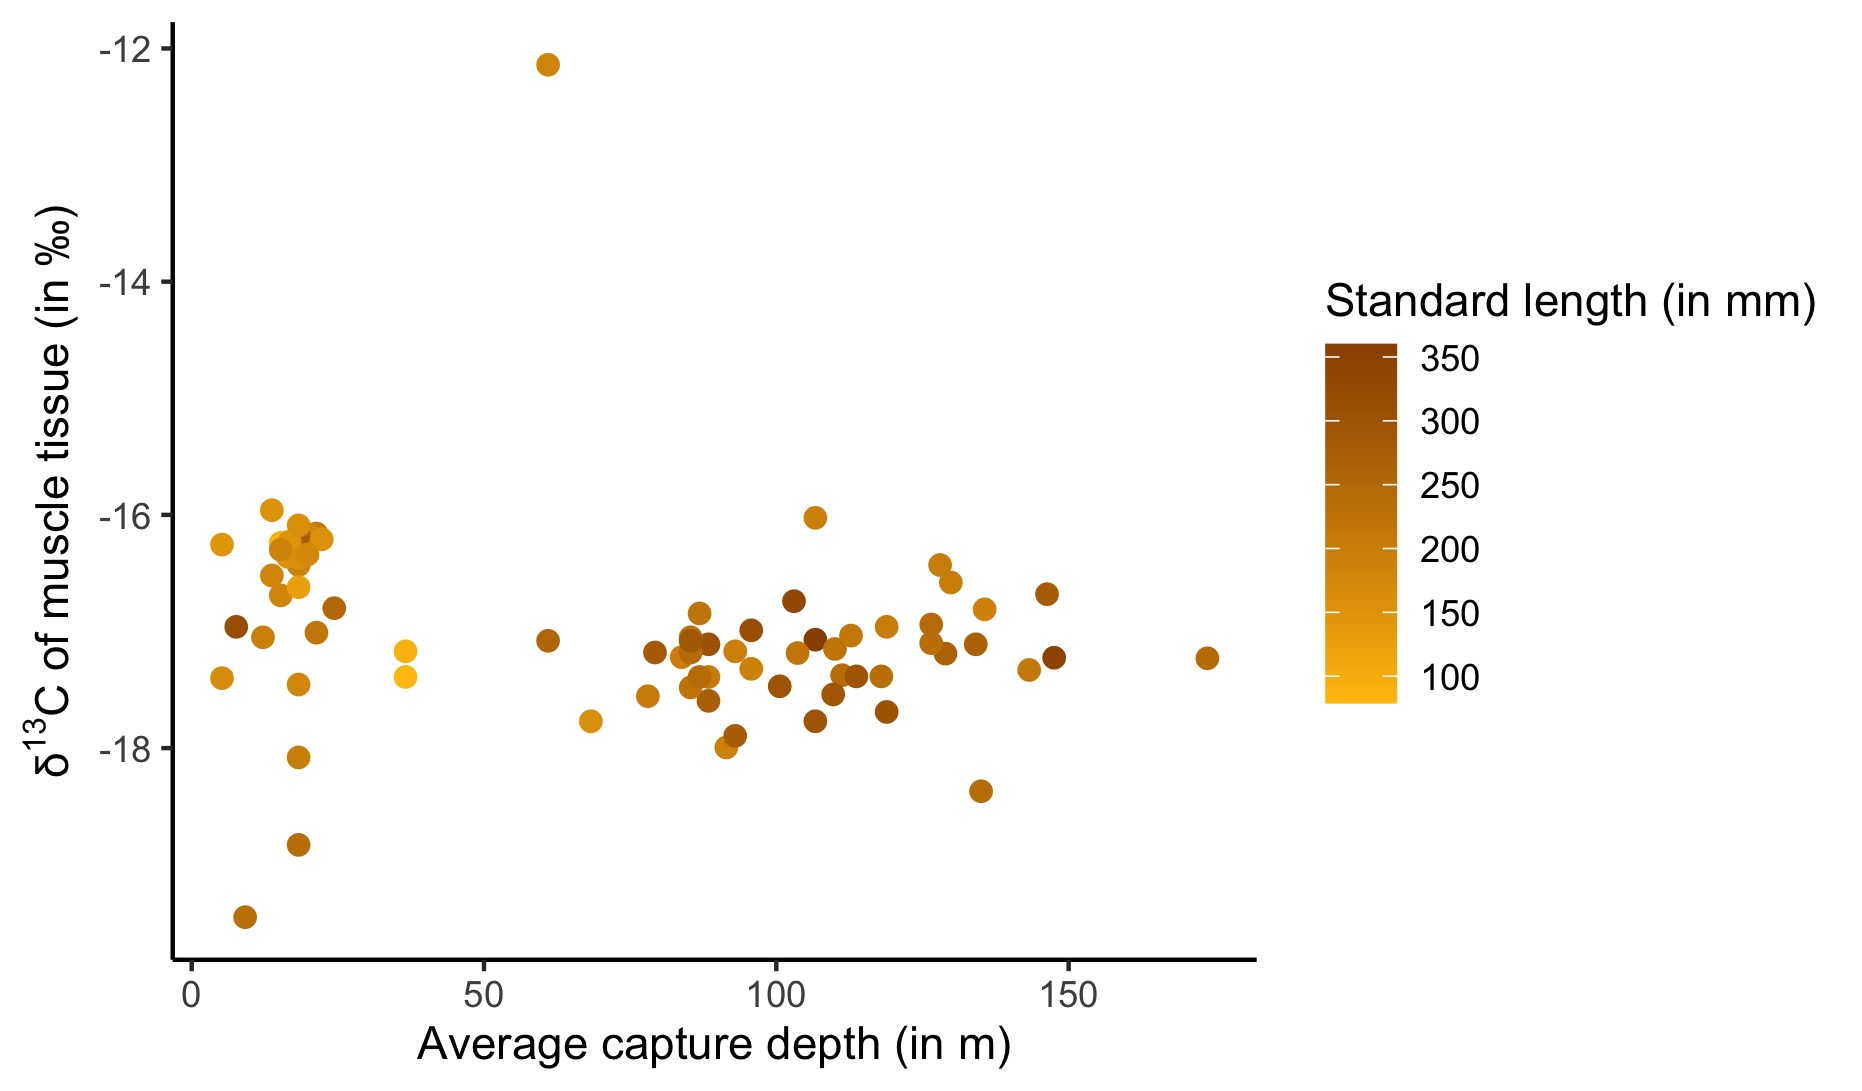 -12
-14
-16
-18
δ¹³C of muscle tissue (in ‰)
0 50 100 150
Average capture depth (in m)
Standard length (in mm)
350
300
250
200
150
100